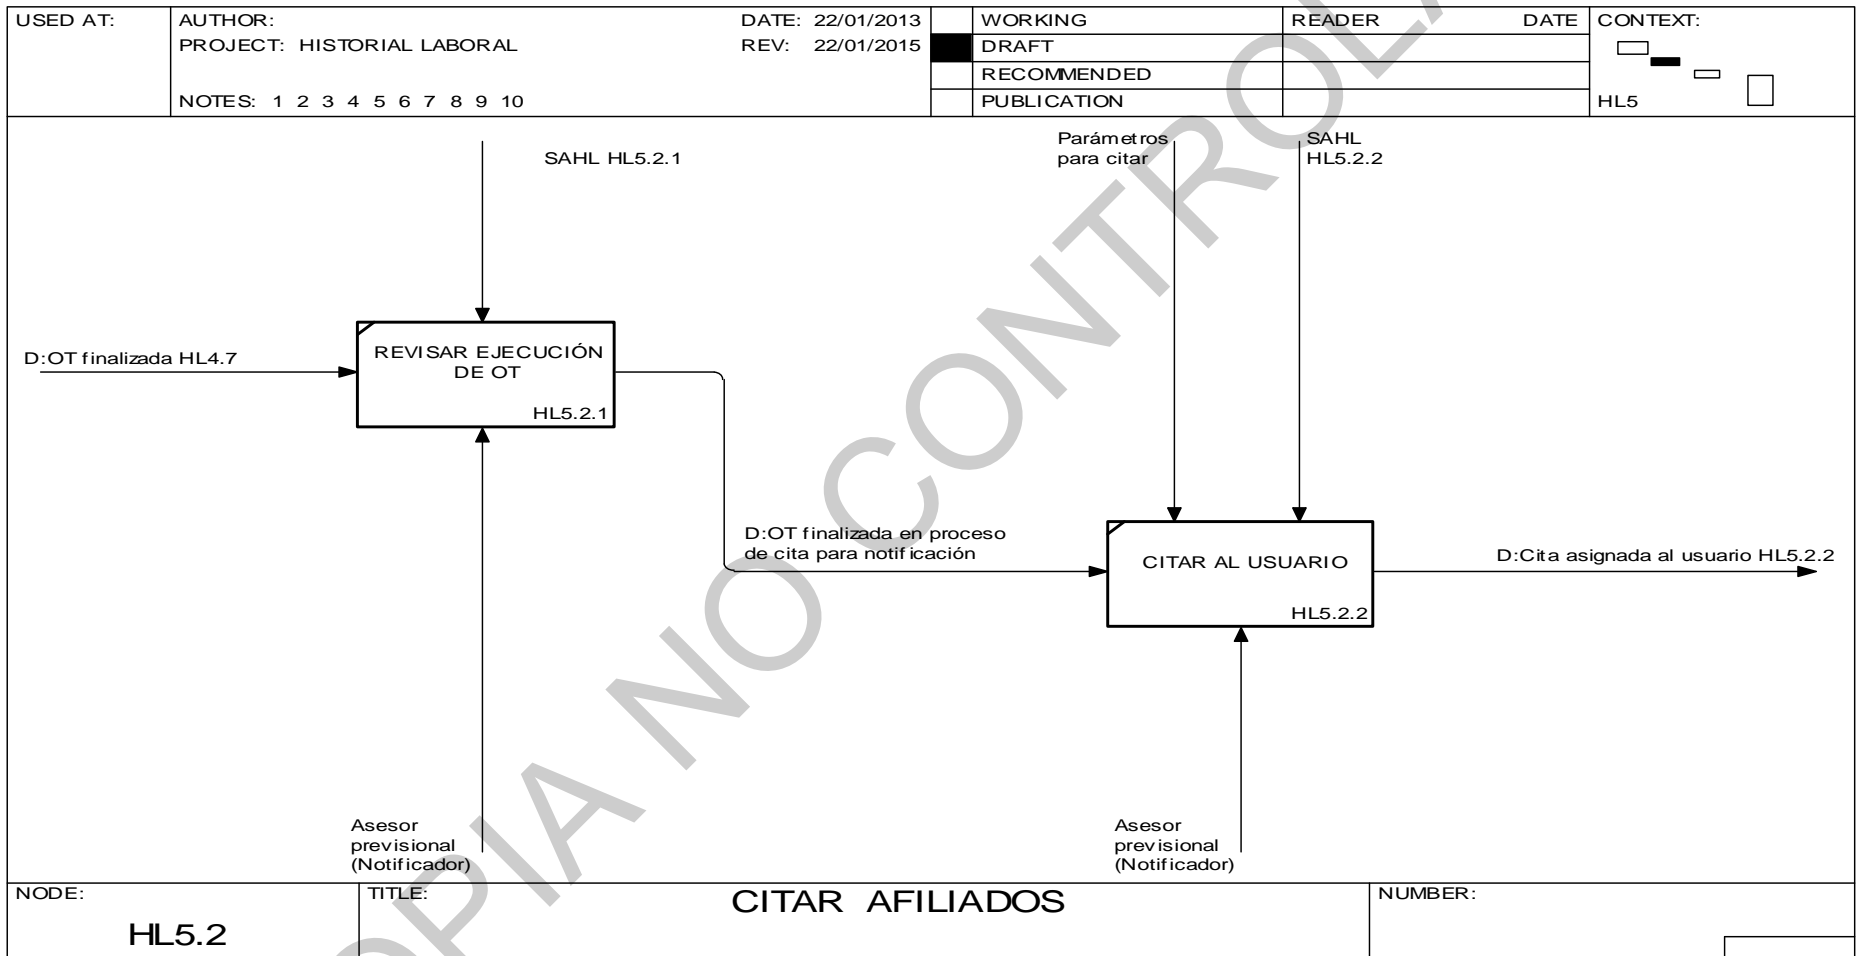 USED AT:
AUTHOR:
DATE: 22/01/2013
PROJECT: HISTORIAL LABORAL
REV: 22/01/2015
NOTES: 1 2 3 4 5 6 7 8 9 10
WORKING
DRAFT
RECOMMENDED
PUBLICATION
READER DATE
CONTEXT:
HL5
SAHL HL5.2.1
Parámetros
para citar
SAHL
HL5.2.2
D:OT finalizada HL4.7
REVISAR EJECUCIÓN
DE OT
HL5.2.1
D:OT finalizada en proceso
de cita para notificación
CITAR AL USUARIO
HL5.2.2
D:Cita asignada al usuario HL5.2.2
Asesor
previsional
(Notificador)
Asesor
previsional
(Notificador)
NODE:
HL5.2
TITLE:
CITAR AFILIADOS
NUMBER:
OPIA NO CONTROLA